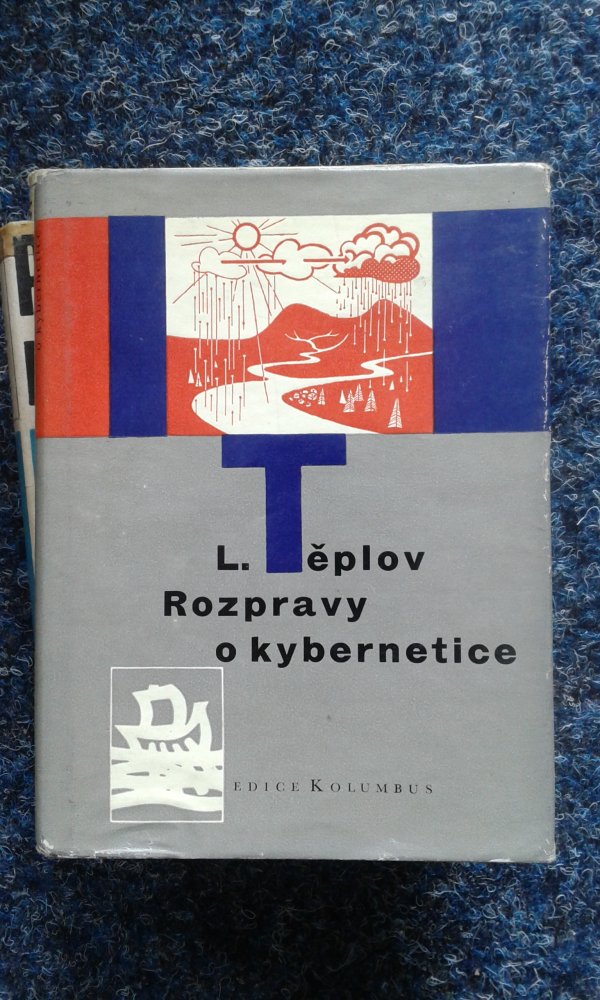 L. Těplov
Rozpravy
o kybernetice
EDICE KOLUMBUS